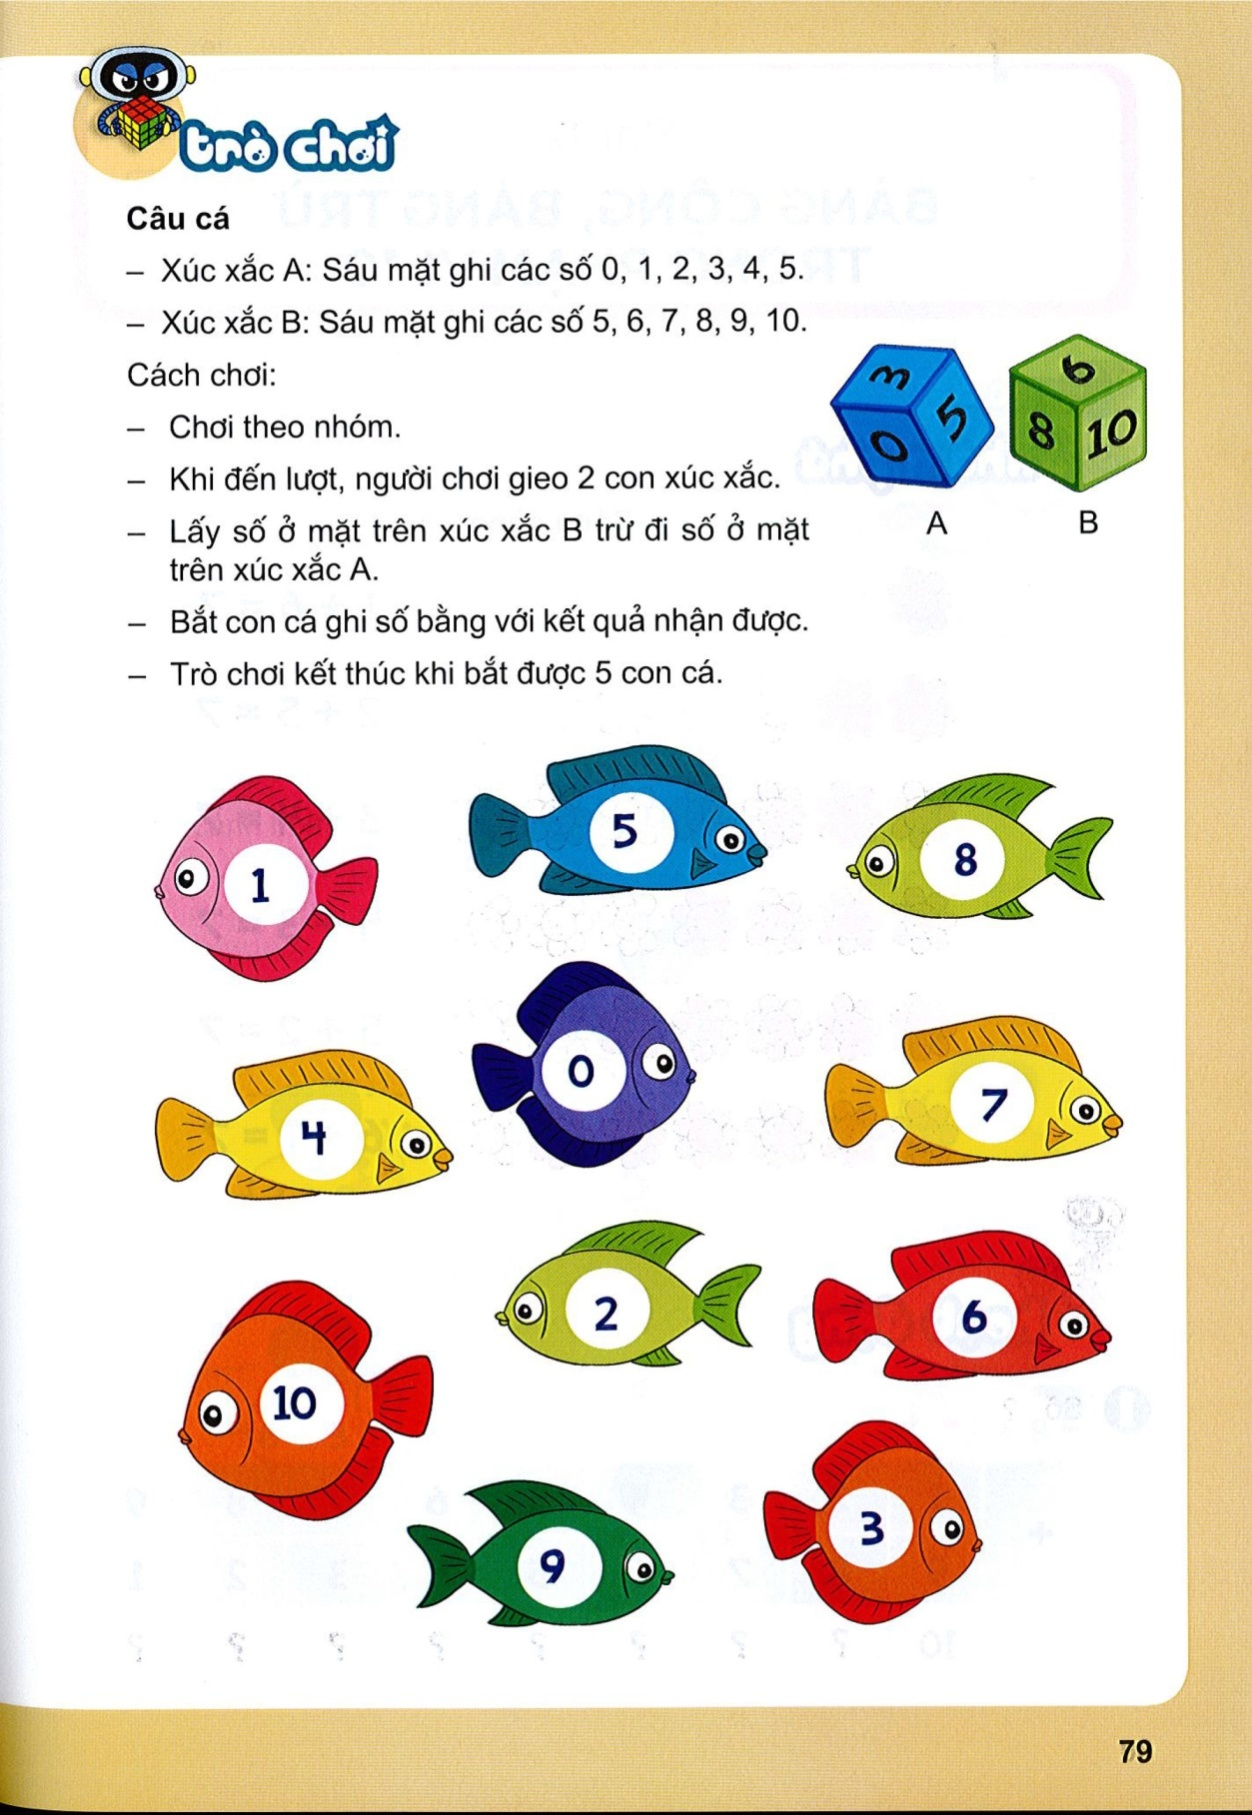 trò chơi
Câu cá
– Xúc xắc A: Sáu mặt ghi các số 0, 1, 2, 3, 4, 5.
– Xúc xắc B: Sáu mặt ghi các số 5, 6, 7, 8, 9, 10.
Cách chơi:
– Chơi theo nhóm.
– Khi đến lượt, người chơi gieo 2 con xúc xắc.
– Lấy số ở mặt trên xúc xắc B trừ đi số ở mặt
trên xúc xắc A.
– Bắt con cá ghi số bằng với kết quả nhận được.
– Trò chơi kết thúc khi bắt được 5 con cá.
3
0
5
6
8
10
A
B
1
5
8
4
0
7
10
2
6
9
3
79